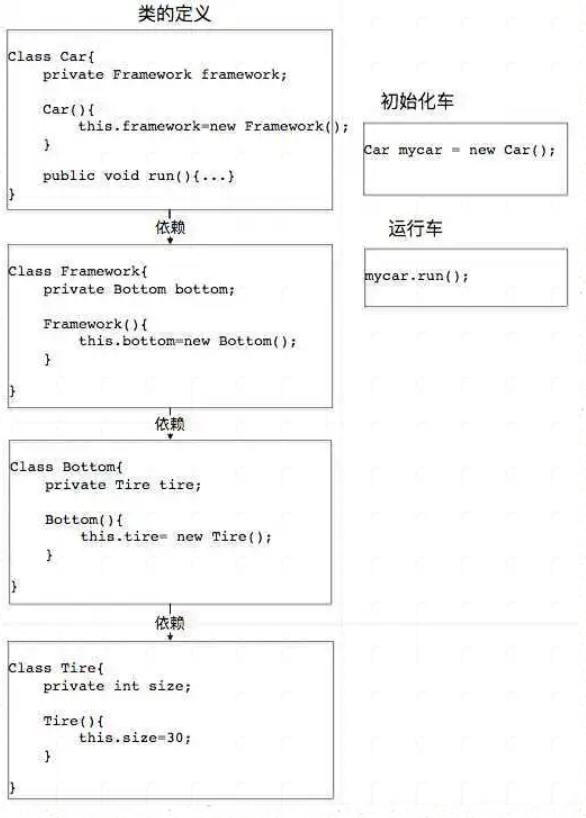 类的定义
Class Car{
private Framework framework;
Car(){
this.framework=new Framework();
}
public void run(){...}
}
依赖
Class Framework{
private Bottom bottom;
Framework(){
this.bottom=new Bottom();
}
}
依赖
Class Bottom{
private Tire tire;
Bottom(){
this.tire= new Tire();
}
}
依赖
Class Tire{
private int size;
Tire(){
this.size=30;
}
}
初始化车
Car mycar = new Car();
运行车
mycar.run();